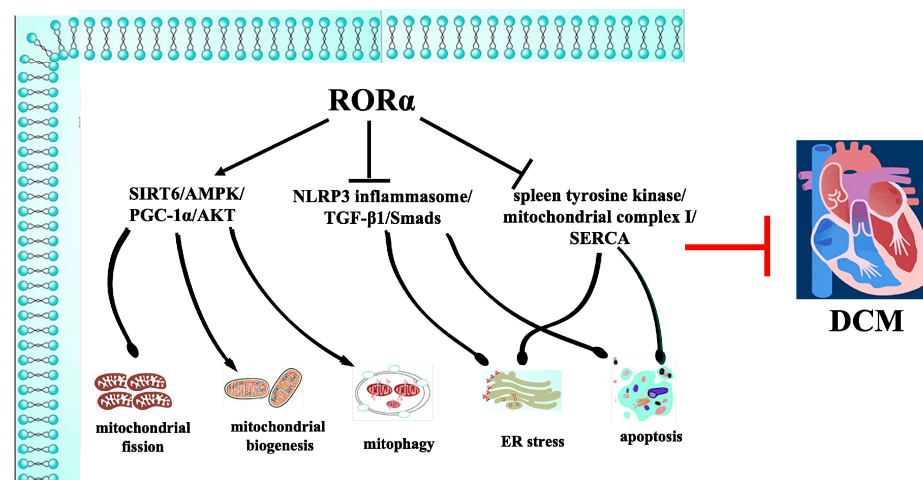 RORα
SIRT6/AMPK/
PGC-1α/AKT
NLRP3 inflammasome/
TGF-β1/Smads
spleen tyrosine kinase/
mitochondrial complex I/
SERCA
DCM
mitochondrial
fission
mitochondrial
biogenesis
mitophagy
ER stress
apoptosis